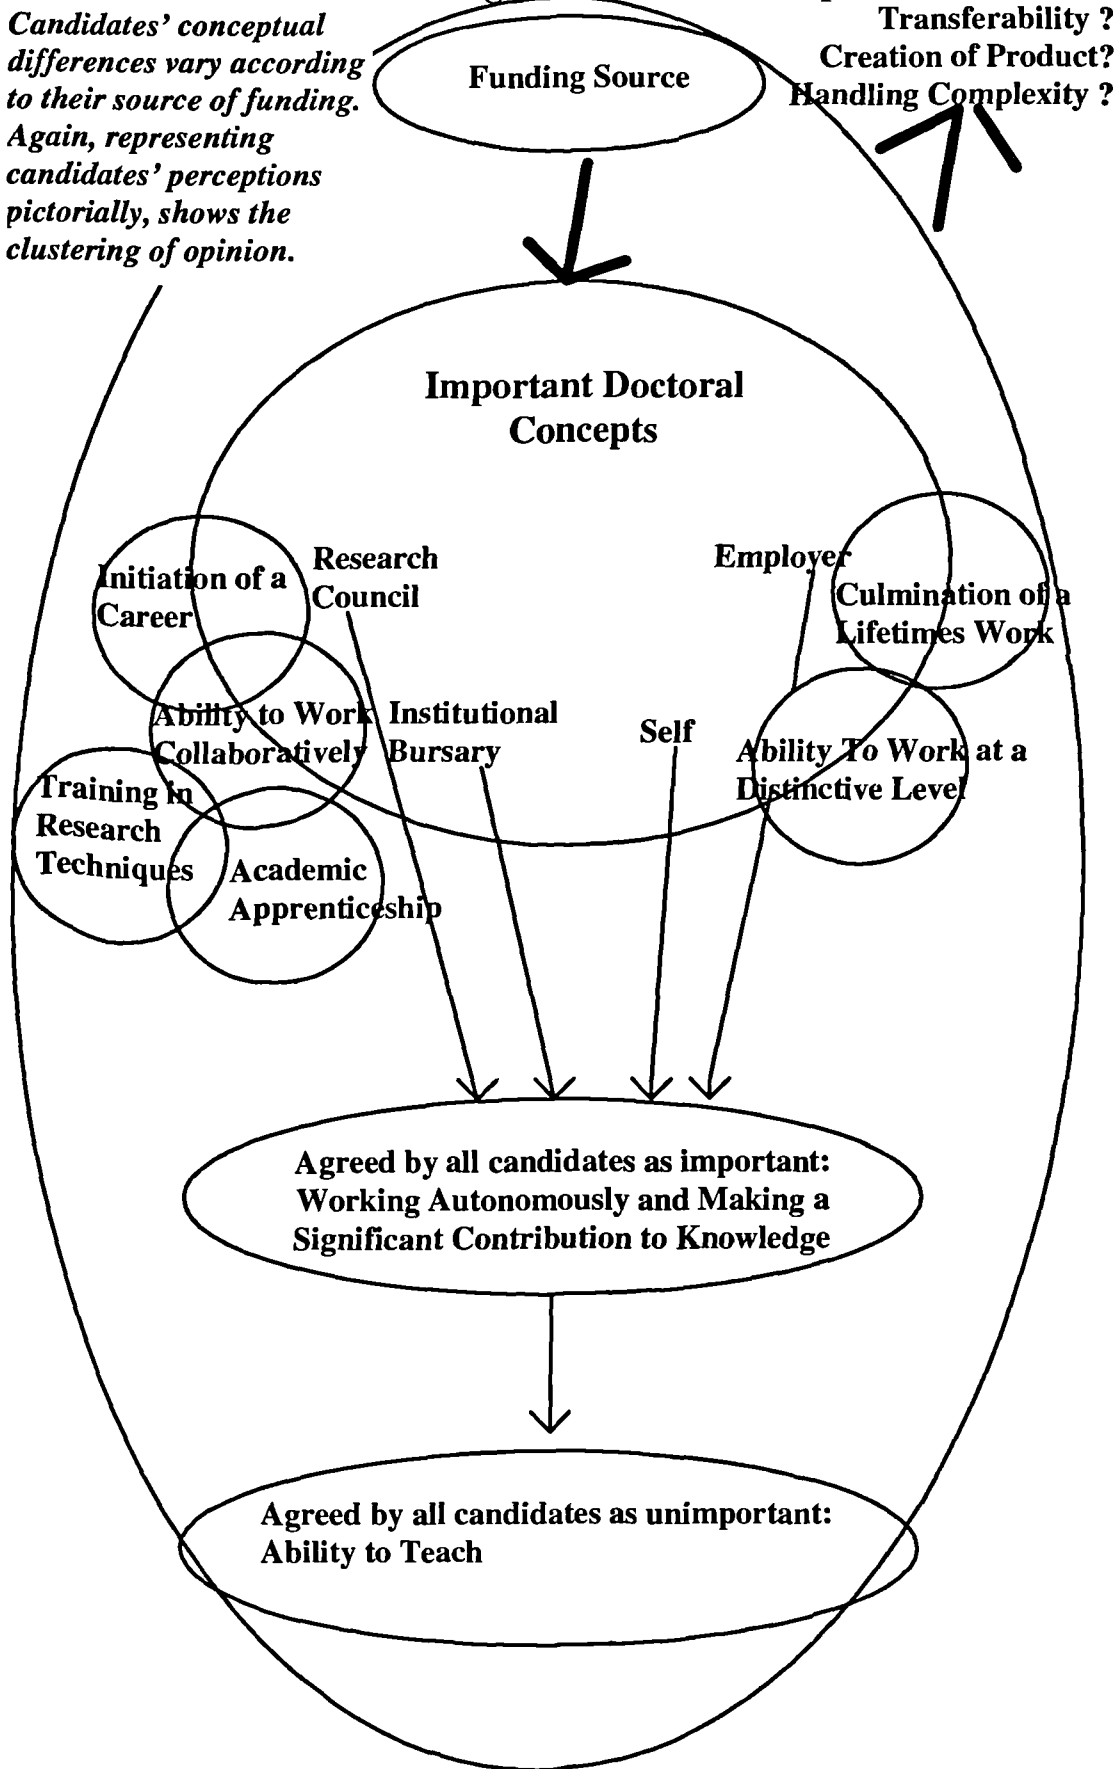 Candidates' conceptual
differences vary according
to their source of funding.
Again, representing
candidates' perceptions
pictorially, shows the
clustering of opinion.
Funding Source
Transferability ?
Creation of Product?
Handling Complexity ?
Important Doctoral
Concepts
Initiation of a
Career
Research
Council
Employer
Culmination of a
Lifetimes Work
Ability to Work
Collaboratively
Institutional
Bursary
Self
Ability To Work at a
Distinctive Level
Training in
Research
Techniques
Academic
Apprenticeship
Agreed by all candidates as important:
Working Autonomously and Making a
Significant Contribution to Knowledge
Agreed by all candidates as unimportant:
Ability to Teach